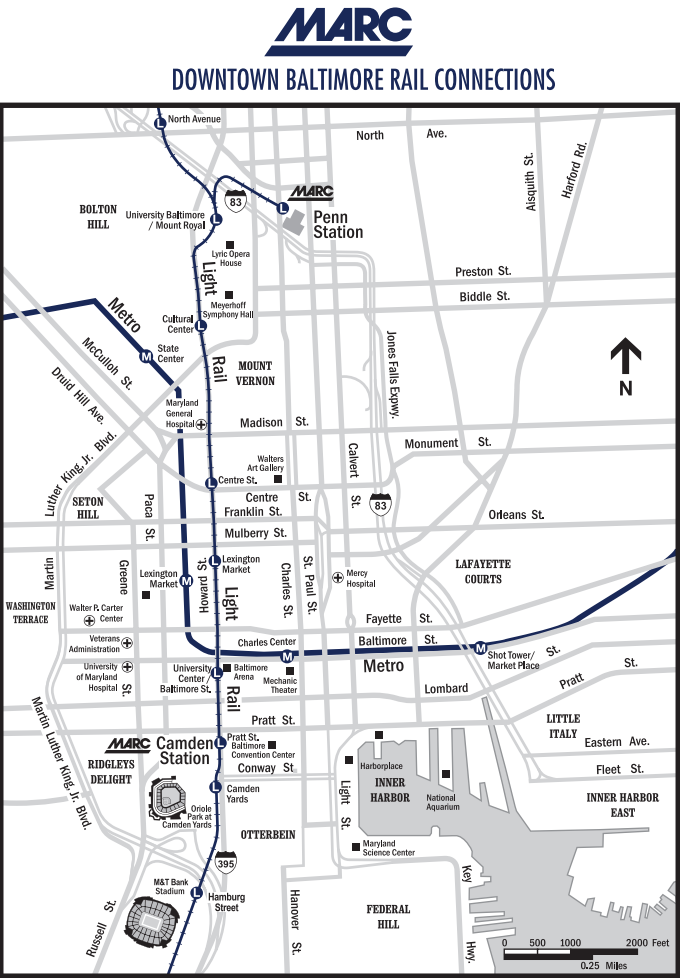 MARC
DOWNTOWN BALTIMORE RAIL CONNECTIONS
North Avenue
North Ave.
Aisquith St.
Harford Rd.
83
MARC
Penn
Station
BOLTON
HILL
University Baltimore
/ Mount Royal
Lyric Opera
House
Light
Preston St.
Biddle St.
Meyerhoff
Symphony Hall
Metro
Cultural
Center
State
Center
McCulloh St.
Druid Hill Ave.
Rail
MOUNT
VERNON
Jones Falls Expwy.
N
Maryland
General
Hospital
Madison St.
Monument St.
Luther King, Jr. Blvd.
Walters
Art Gallery
Calvert St.
Centre St.
Centre St.
SETON
HILL
Paca St.
Franklin St.
83
Orleans St.
Mulberry St.
Martin
Greene St.
Lexington
Market
Lexington
Market
Howard St.
Light
Charles St.
St. Paul St.
Mercy
Hospital
LAFAYETTE
COURTS
WASHINGTON
TERRACE
Walter P. Carter
Center
Fayette St.
Veterans
Administration
Charles Center
Baltimore St.
Metro
Shot Tower/
Market Place
University
of Maryland
Hospital
University
Center/
Baltimore St.
Baltimore
Arena
Mechanic
Theater
Rail
Lombard St.
Pratt St.
Martin Luther King, Jr. Blvd.
Pratt St.
LITTLE
ITALY
MARC
Camden
Station
Pratt St.
Baltimore
Convention Center
Eastern Ave.
RIDGLEYS
DELIGHT
Conway St.
Harborplace
Fleet St.
Camden
Yards
Light St.
INNER
HARBOR
National
Aquarium
INNER HARBOR
EAST
Oriole
Park at
Camden Yards
OTTERBEIN
Maryland
Science Center
395
M&T Bank
Stadium
Hamburg
Street
Key Hwy.
Russell St.
Hanover St.
FEDERAL
HILL
0 500 1000 2000 Feet
0.25 Miles
L
L
L
L
L
L
L
L
L
L
M
M
M
M